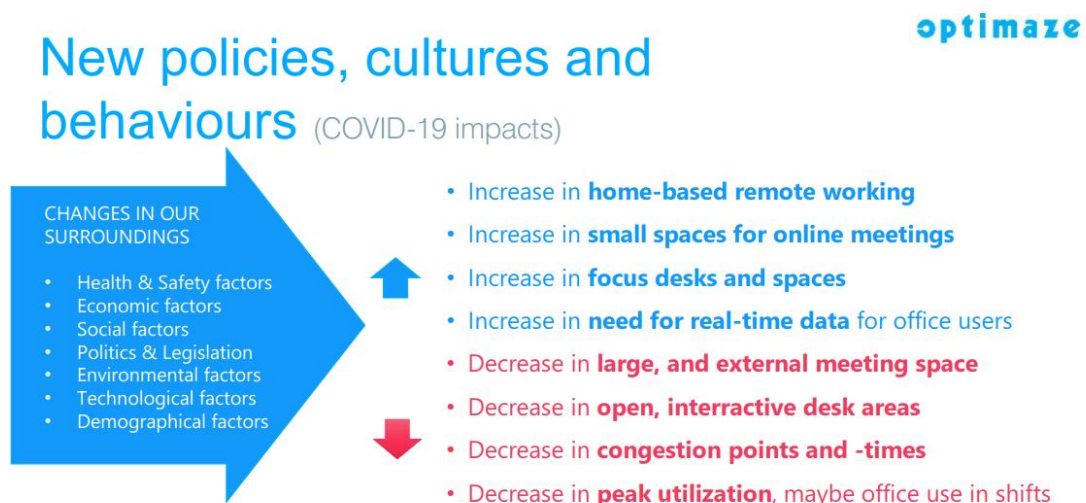 optimaze
New policies, cultures and
behaviours (COVID-19 impacts)
CHANGES IN OUR
SURROUNDINGS
• Health & Safety factors
• Economic factors
• Social factors
• Politics & Legislation
• Environmental factors
• Technological factors
• Demographical factors
• Increase in home-based remote working
• Increase in small spaces for online meetings
• Increase in focus desks and spaces
• Increase in need for real-time data for office users
• Decrease in large, and external meeting space
• Decrease in open, interractive desk areas
• Decrease in congestion points and -times
• Decrease in peak utilization, maybe office use in shifts